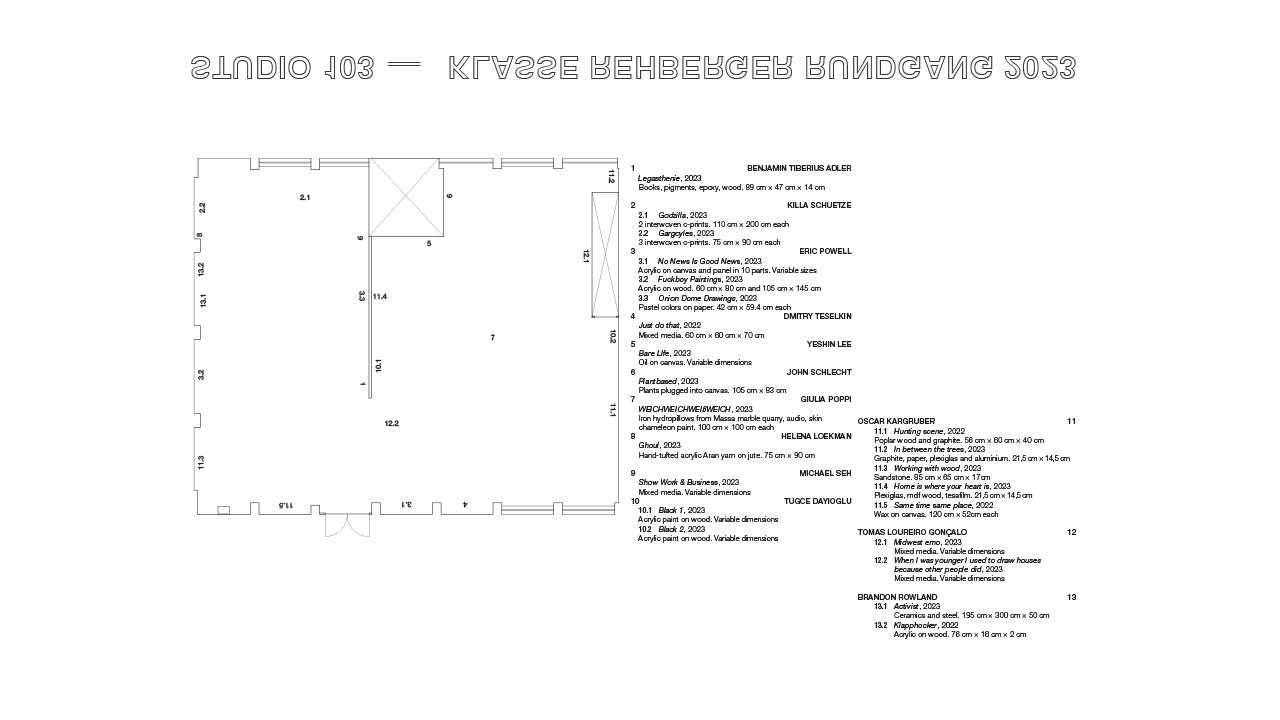 STUDIO 103 — KLASSE REHBERGER RUNDGANG 2023
11.2
2.1
6
2.2
8
9
5
12.1
13.2
13.1
3.3
11.4
7
10.2
10.1
3.2
1
11.1
12.2
11.3
11.5
3.1
4
1 BENJAMIN TIBERIUS ADLER
Legasthenie, 2023
Books, pigments, epoxy, wood. 89 cm × 47 cm × 14 cm
2 KILLA SCHUETZE
2.1 Godzilla, 2023
2 interwoven c-prints. 110 cm × 200 cm each
2.2 Gargoyles, 2023
3 interwoven c-prints. 75 cm × 90 cm each
3 ERIC POWELL
3.1 No News Is Good News, 2023
Acrylic on canvas and panel in 10 parts. Variable sizes
3.2 Fuckboy Paintings, 2023
Acrylic on wood. 60 cm × 80 cm and 105 cm × 145 cm
3.3 Orion Dome Drawings, 2023
Pastel colors on paper. 42 cm × 59.4 cm each
4 DMITRY TESELKIN
Just do that, 2022
Mixed media. 60 cm × 60 cm × 70 cm
5 YESHIN LEE
Bare Life, 2023
Oil on canvas. Variable dimensions
6 JOHN SCHLECHT
Plantbased, 2023
Plants plugged into canvas. 105 cm × 83 cm
7 GIULIA POPPI
WEICHWEICHWEIßWEICH, 2023
Iron hydropillows from Massa marble quarry, audio, skin
chameleon paint. 100 cm × 100 cm each
8 HELENA LOEKMAN
Ghoul, 2023
Hand-tufted acrylic Aran yarn on jute. 75 cm × 90 cm
9 MICHAEL SEH
Show Work & Business, 2023
Mixed media. Variable dimensions
10 TUGCE DAYIOGLU
10.1 Black 1, 2023
Acrylic paint on wood. Variable dimensions
10.2 Black 2, 2023
Acrylic paint on wood. Variable dimensions
OSCAR KARGRUBER 11
11.1 Hunting scene, 2022
Poplar wood and graphite. 56 cm × 60 cm × 40 cm
11.2 In between the trees, 2023
Graphite, paper, plexiglas and aluminium. 21,5 cm × 14,5 cm
11.3 Working with wood, 2023
Sandstone. 85 cm × 65 cm × 17cm
11.4 Home is where your heart is, 2023
Plexiglas, mdf wood, tesafilm. 21,5 cm × 14,5 cm
11.5 Same time same place, 2022
Wax on canvas. 120 cm × 52cm each
TOMAS LOUREIRO GONÇALO 12
12.1 Midwest emo, 2023
Mixed media. Variable dimensions
12.2 When I was younger I used to draw houses
because other people did, 2023
Mixed media. Variable dimensions
BRANDON ROWLAND 13
13.1 Activist, 2023
Ceramics and steel. 195 cm × 300 cm × 50 cm
13.2 Klapphocker, 2022
Acrylic on wood. 76 cm × 16 cm × 2 cm